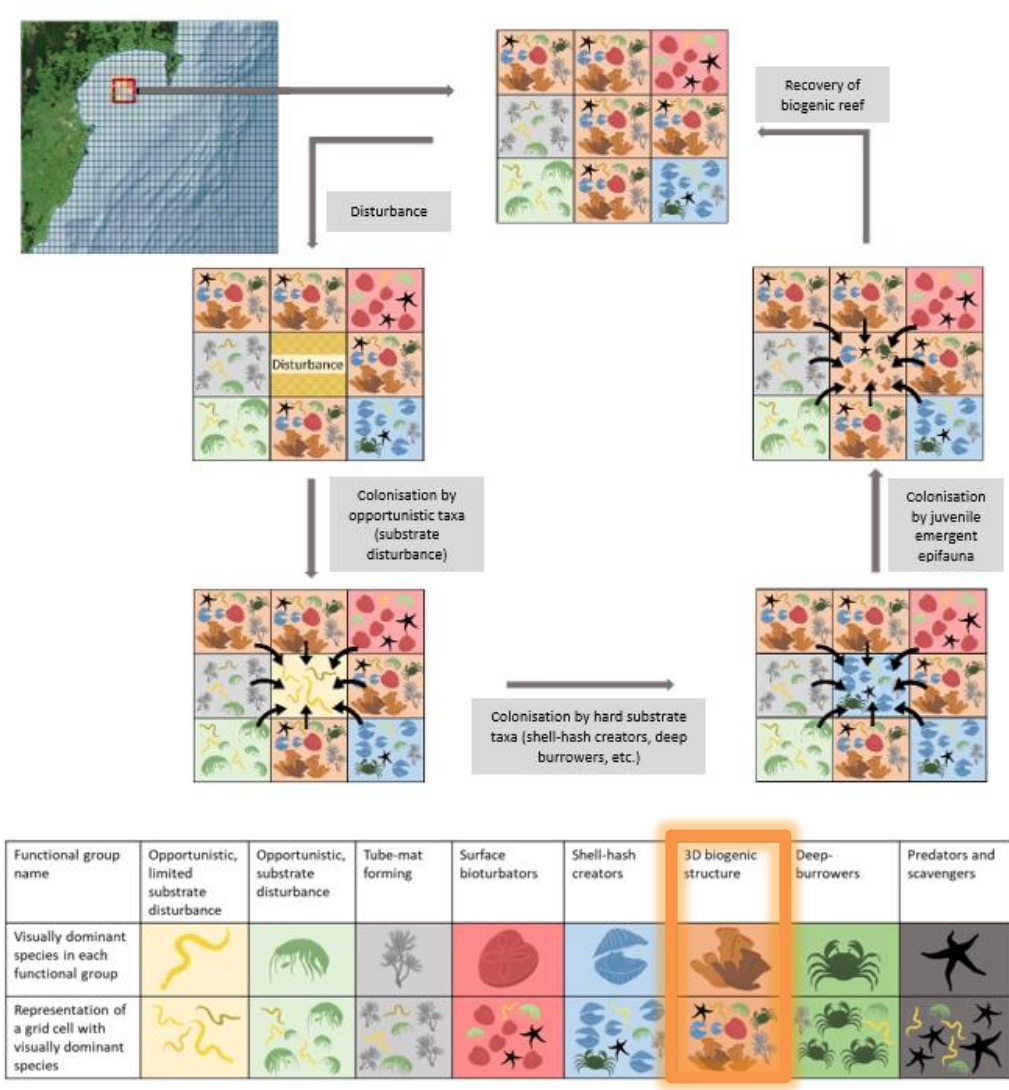 Recovery of
biogenic reef
Disturbance
Disturbance
Colonisation by
opportunistic taxa
(substrate
disturbance)
Colonisation
by juvenile
emergent
epifauna
Colonisation by hard substrate
taxa (shell-hash creators, deep
burrowers, etc.)
Functional group
name
Opportunistic,
limited
substrate
disturbance
Opportunistic,
substrate
disturbance
Tube-mat
forming
Surface
bioturbators
Shell-hash
creators
3D biogenic
structure
Deep-
burrowers
Predators and
scavengers
Visually dominant
species in each
functional group
Representation of
a grid cell with
visually dominant
species